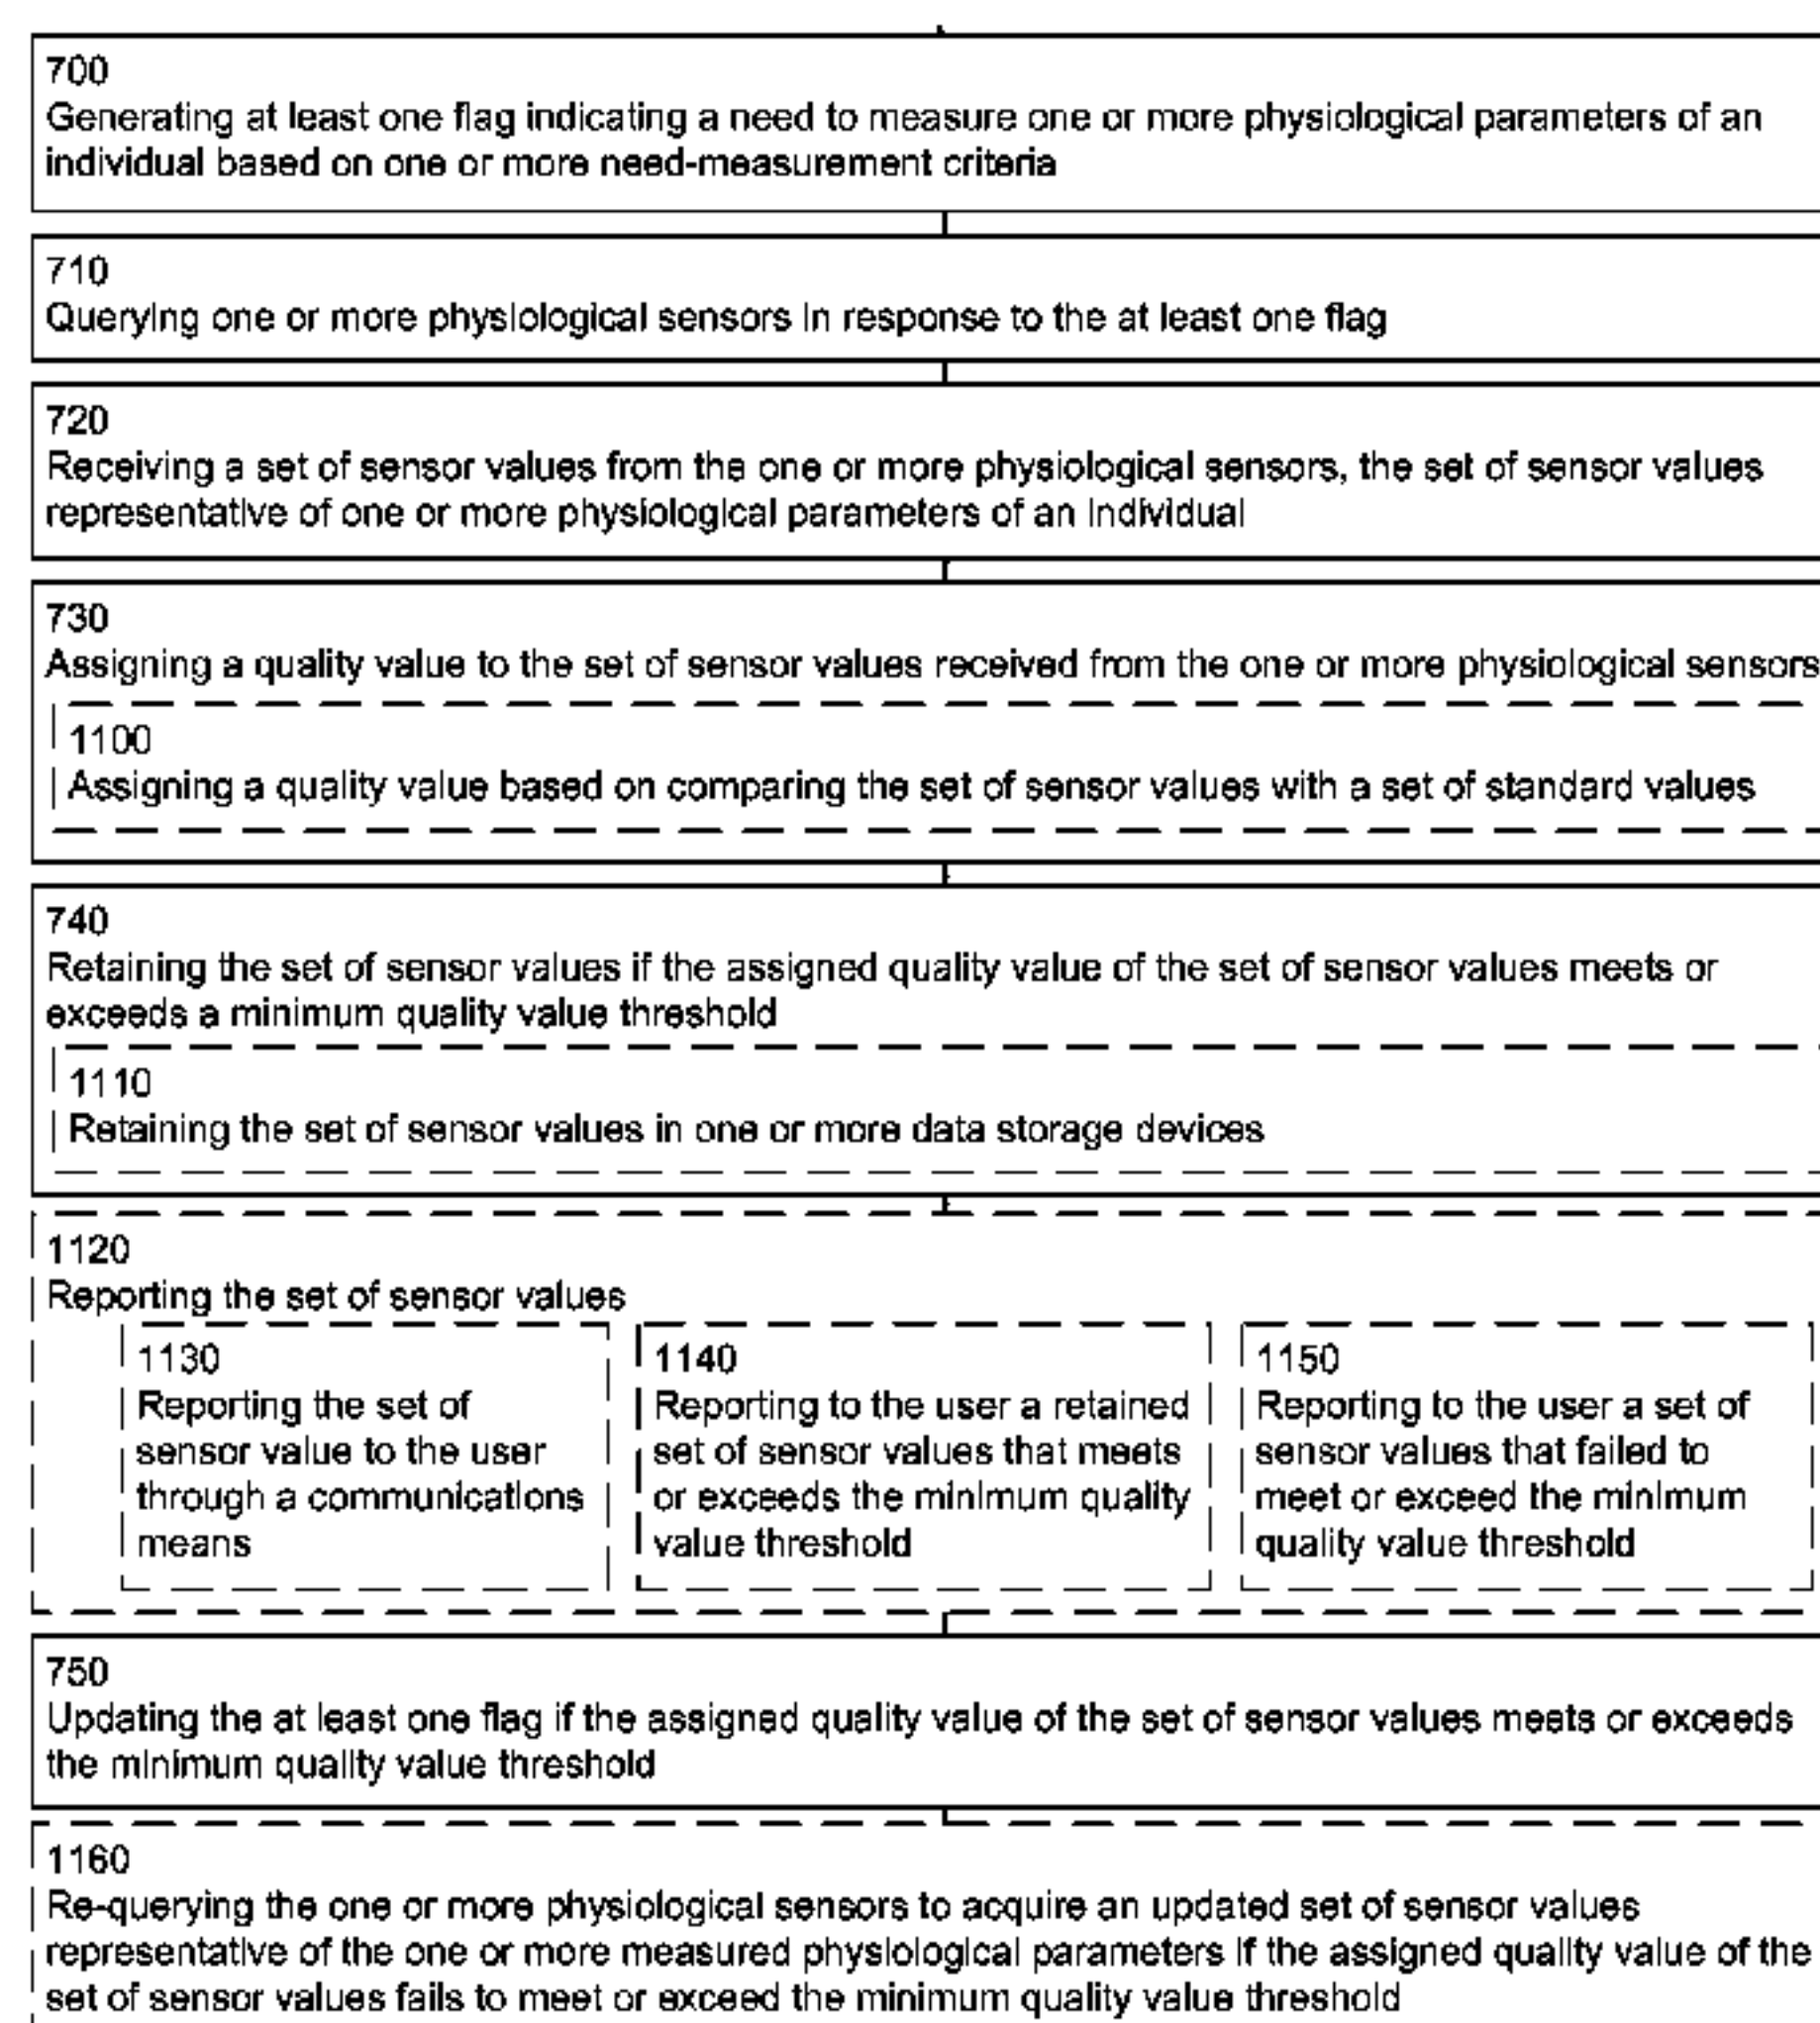 700
Generating at least one flag indicating a need to measure one or more physiological parameters of an
individual based on one or more need-measurement criteria
710
Querying one or more physiological sensors in response to the at least one flag
720
Receiving a set of sensor values from the one or more physiological sensors, the set of sensor values
representative of one or more physiological parameters of an individual
730
Assigning a quality value to the set of sensor values received from the one or more physiological sensors
1100
Assigning a quality value based on comparing the set of sensor values with a set of standard values
740
Retaining the set of sensor values if the assigned quality value of the set of sensor values meets or
exceeds a minimum quality value threshold
1110
Retaining the set of sensor values in one or more data storage devices
1120
Reporting the set of sensor values
1130
Reporting the set of
sensor value to the user
through a communications
means
1140
Reporting to the user a retained
set of sensor values that meets
or exceeds the minimum quality
value threshold
1150
Reporting to the user a set of
sensor values that failed to
meet or exceed the minimum
quality value threshold
750
Updating the at least one flag if the assigned quality value of the set of sensor values meets or exceeds
the minimum quality value threshold
1160
Re-querying the one or more physiological sensors to acquire an updated set of sensor values
representative of the one or more measured physiological parameters if the assigned quality value of the
set of sensor values fails to meet or exceed the minimum quality value threshold